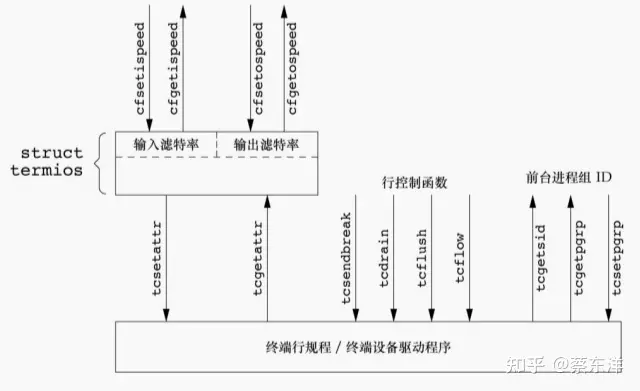 cfsetispeed
cfgetispeed
cfsetospeed
cfgetospeed
struct
termios
输入滤特率
输出滤特率
行控制函数
前台进程组 ID
tcsetattr
tcgetattr
tcsendbreak
tcdrain
tcflush
tcflow
tcgetsid
tcgetpgrp
tcsetpgrp
终端行规程 / 终端设备驱动程序
知乎 @蔡东洋